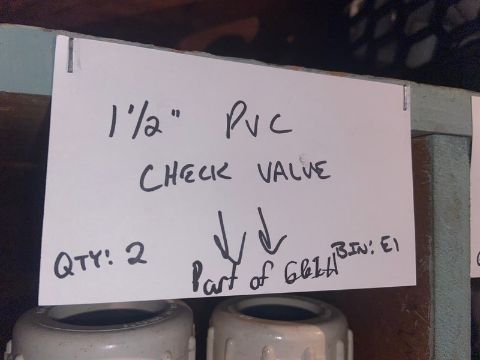 1 1/2" PVC
CHECK VALVE
QTY: 2
BIN: E1
Part of